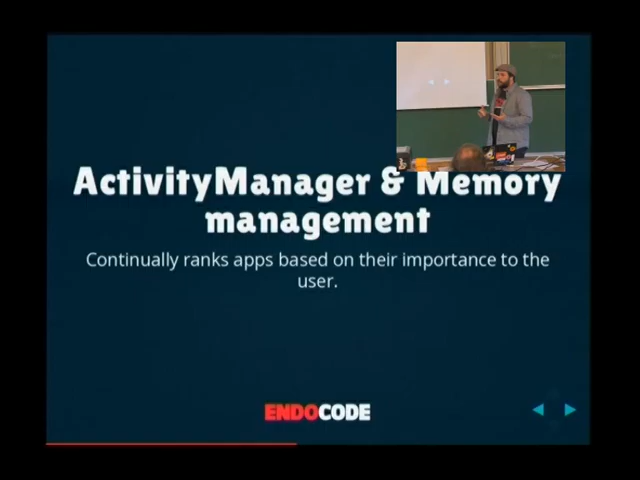 ActivityManager & Memory
management
Continually ranks apps based on their importance to the
user.
ENDOCODE